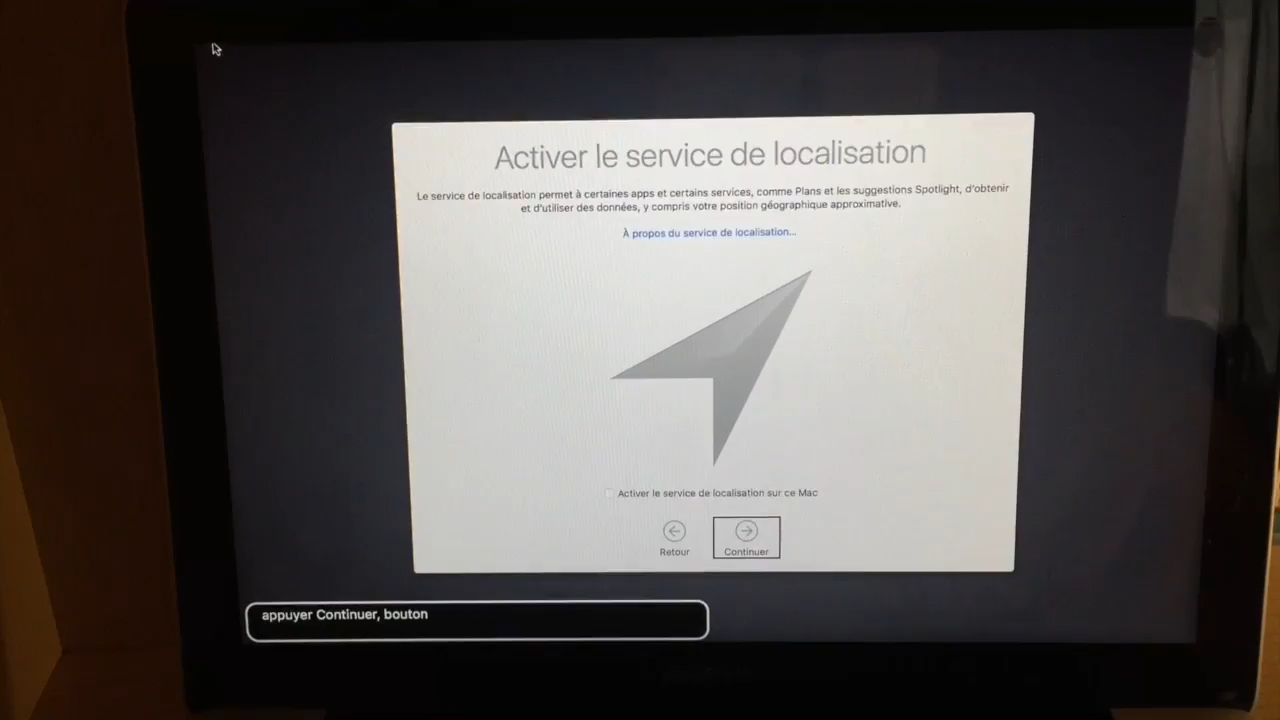 Activer le service de localisation
Le service de localisation permet à certaines apps et certains services, comme Plans et les suggestions Spotlight, d'obtenir
et d'utiliser des données, y compris votre position géographique approximative.
À propos du service de localisation...
Activer le service de localisation sur ce Mac
Retour
Continuer
appuyer Continuer, bouton